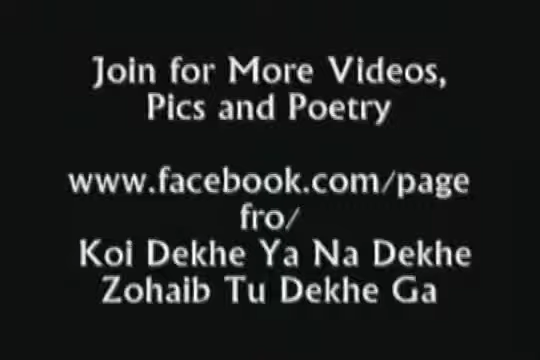 Join for More Videos,
Pics and Poetry
www.facebook.com/page
fro/
Koi Dekhe Ya Na Dekhe
Zohaib Tu Dekhe Ga